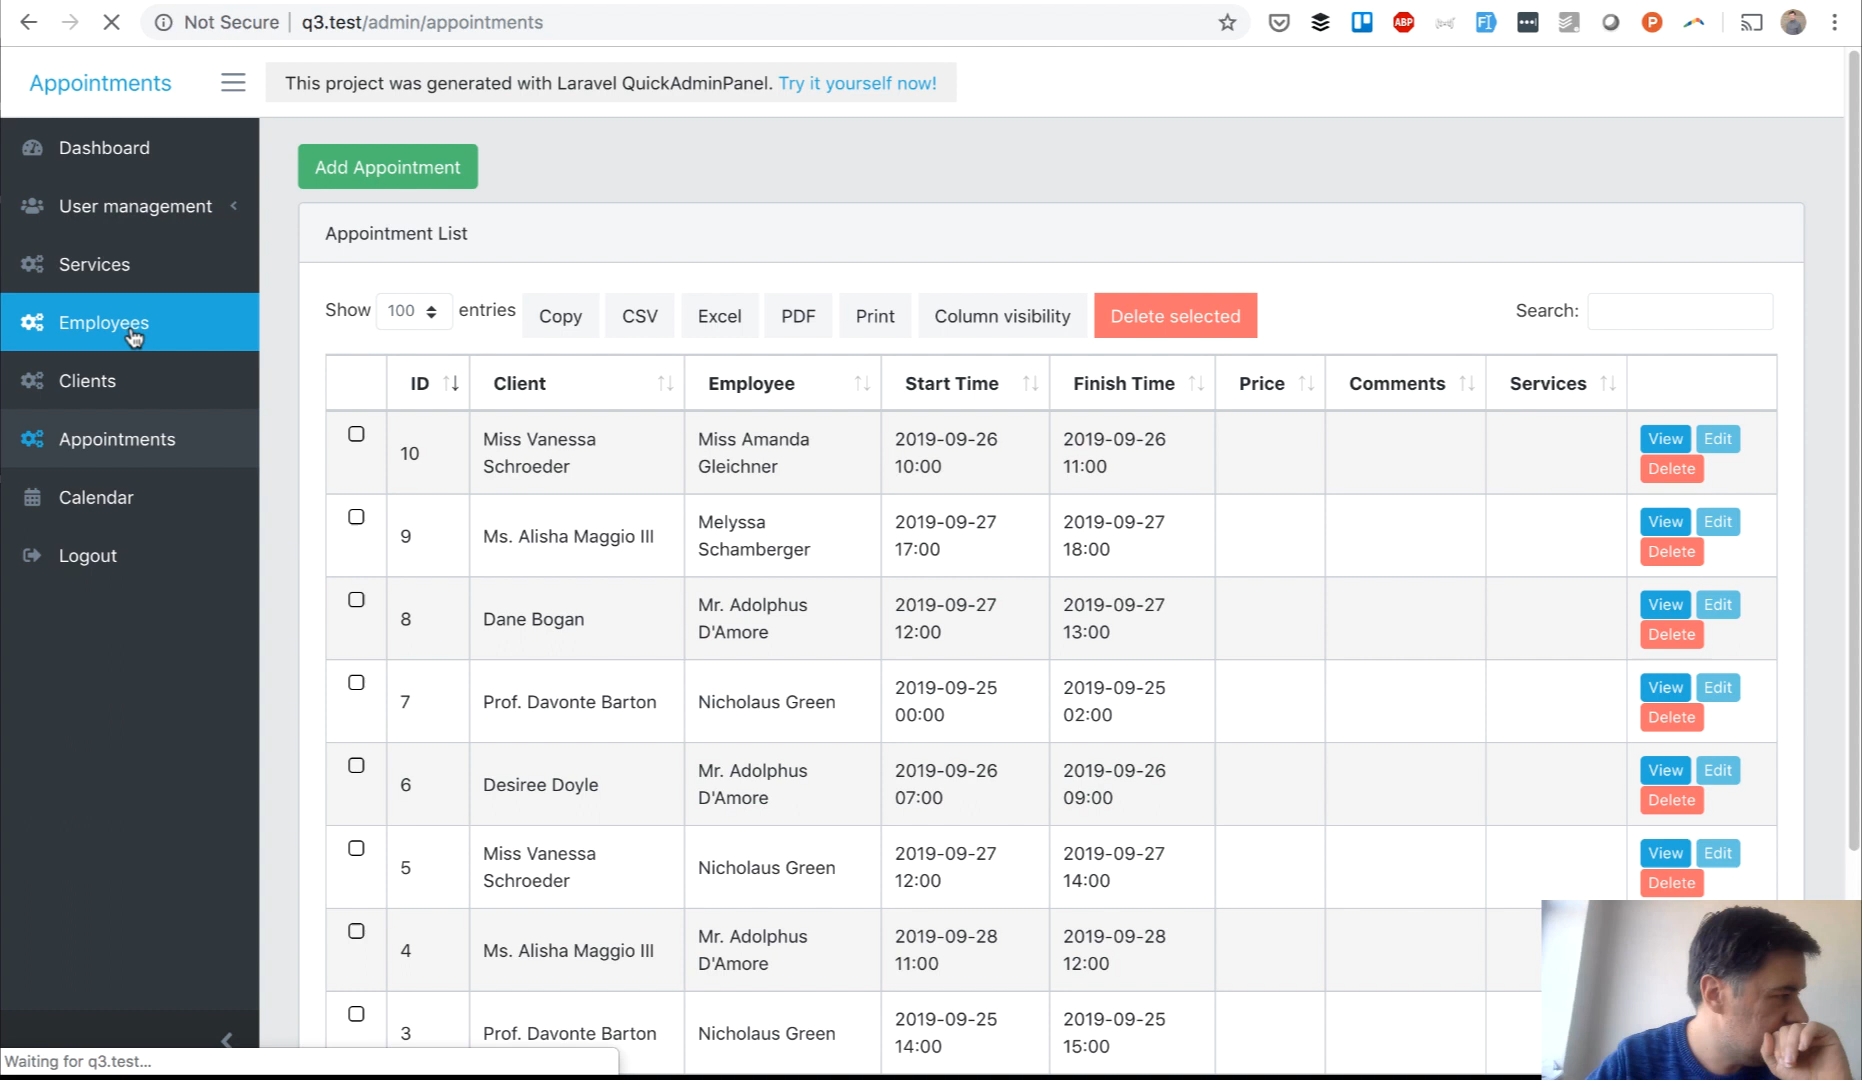 Not Secure | q3.test/admin/appointments
ABP
P
Appointments
This project was generated with Laravel QuickAdminPanel. Try it yourself now!
Dashboard
User management
Services
Employees
Clients
Appointments
Calendar
Logout
Add Appointment
Appointment List
Show 100 entries Copy CSV Excel PDF Print Column visibility Delete selected Search:
ID Client Employee Start Time Finish Time Price Comments Services
10 Miss Vanessa Schroeder Miss Amanda Gleichner 2019-09-26 10:00 2019-09-26 11:00 View Edit Delete
9 Ms. Alisha Maggio III Melyssa Schamberger 2019-09-27 17:00 2019-09-27 18:00 View Edit Delete
8 Dane Bogan Mr. Adolphus D'Amore 2019-09-27 12:00 2019-09-27 13:00 View Edit Delete
7 Prof. Davonte Barton Nicholaus Green 2019-09-25 00:00 2019-09-25 02:00 View Edit Delete
6 Desiree Doyle Mr. Adolphus D'Amore 2019-09-26 07:00 2019-09-26 09:00 View Edit Delete
5 Miss Vanessa Schroeder Nicholaus Green 2019-09-27 12:00 2019-09-27 14:00 View Edit Delete
4 Ms. Alisha Maggio III Mr. Adolphus D'Amore 2019-09-28 11:00 2019-09-28 12:00
3 Prof. Davonte Barton Nicholaus Green 2019-09-25 14:00 2019-09-25 15:00
Waiting for q3.test...